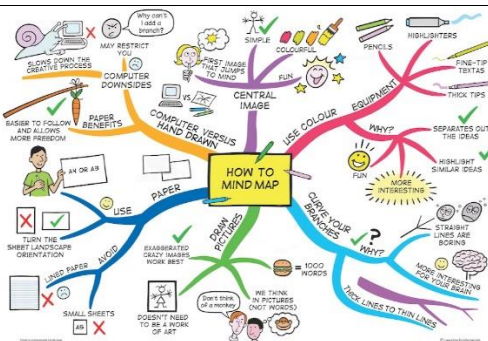 HOW TO
MIND MAP
CENTRAL
IMAGE
SIMPLE
COLOURFUL
FUN
FIRST IMAGE
THAT JUMPS
TO MIND
USE COLOUR
EQUIPMENT
PENCILS
HIGHLIGHTERS
FINE-TIP
TEXTAS
THICK TIPS
WHY?
SEPARATES OUT
THE IDEAS
HIGHLIGHT
SIMILAR IDEAS
MORE
INTERESTING
FUN
CURVE YOUR
BRANCHES
WHY?
?
STRAIGHT
LINES ARE
BORING
MORE INTERESTING
FOR YOUR BRAIN
THICK LINES TO THIN LINES
DRAW
PICTURES
= 1000
WORDS
WE THINK
IN PICTURES
(NOT WORDS)
Don't think
of a monkey
EXAGGERATED
CRAZY IMAGES
WORK BEST
DOESN'T NEED
TO BE A WORK
OF ART
PAPER
USE
A4 OR A3
TURN THE
SHEET LANDSCAPE
ORIENTATION
AVOID
LINED PAPER
SMALL SHEETS
A5
COMPUTER VERSUS
HAND DRAWN
VS
PAPER
BENEFITS
EASIER TO FOLLOW
AND ALLOWS
MORE FREEDOM
COMPUTER
DOWNSIDES
SLOWS DOWN THE
CREATIVE PROCESS
MAY RESTRICT
YOU
Why can't
I add a
branch?